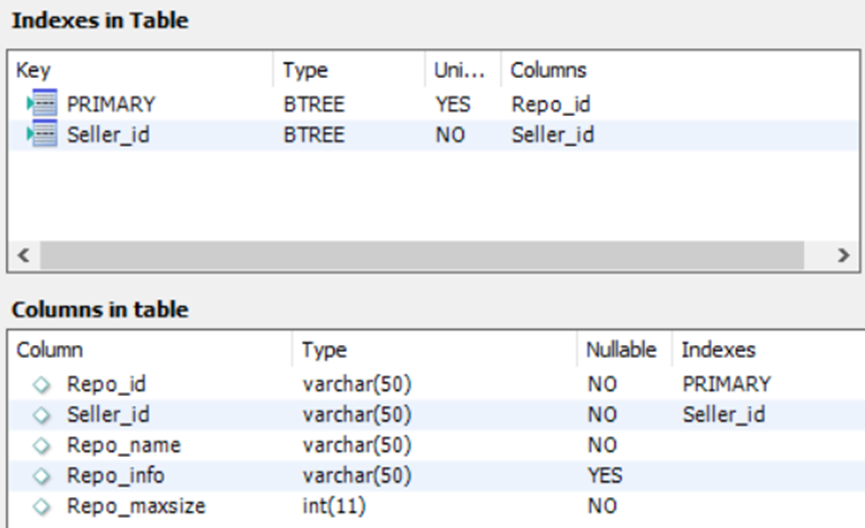 Indexes in Table
Key Type Uni... Columns
PRIMARY BTREE YES Repo_id
Seller_id BTREE NO Seller_id
Columns in table
Column Type Nullable Indexes
Repo_id varchar(50) NO PRIMARY
Seller_id varchar(50) NO Seller_id
Repo_name varchar(50) NO
Repo_info varchar(50) YES
Repo_maxsize int(11) NO